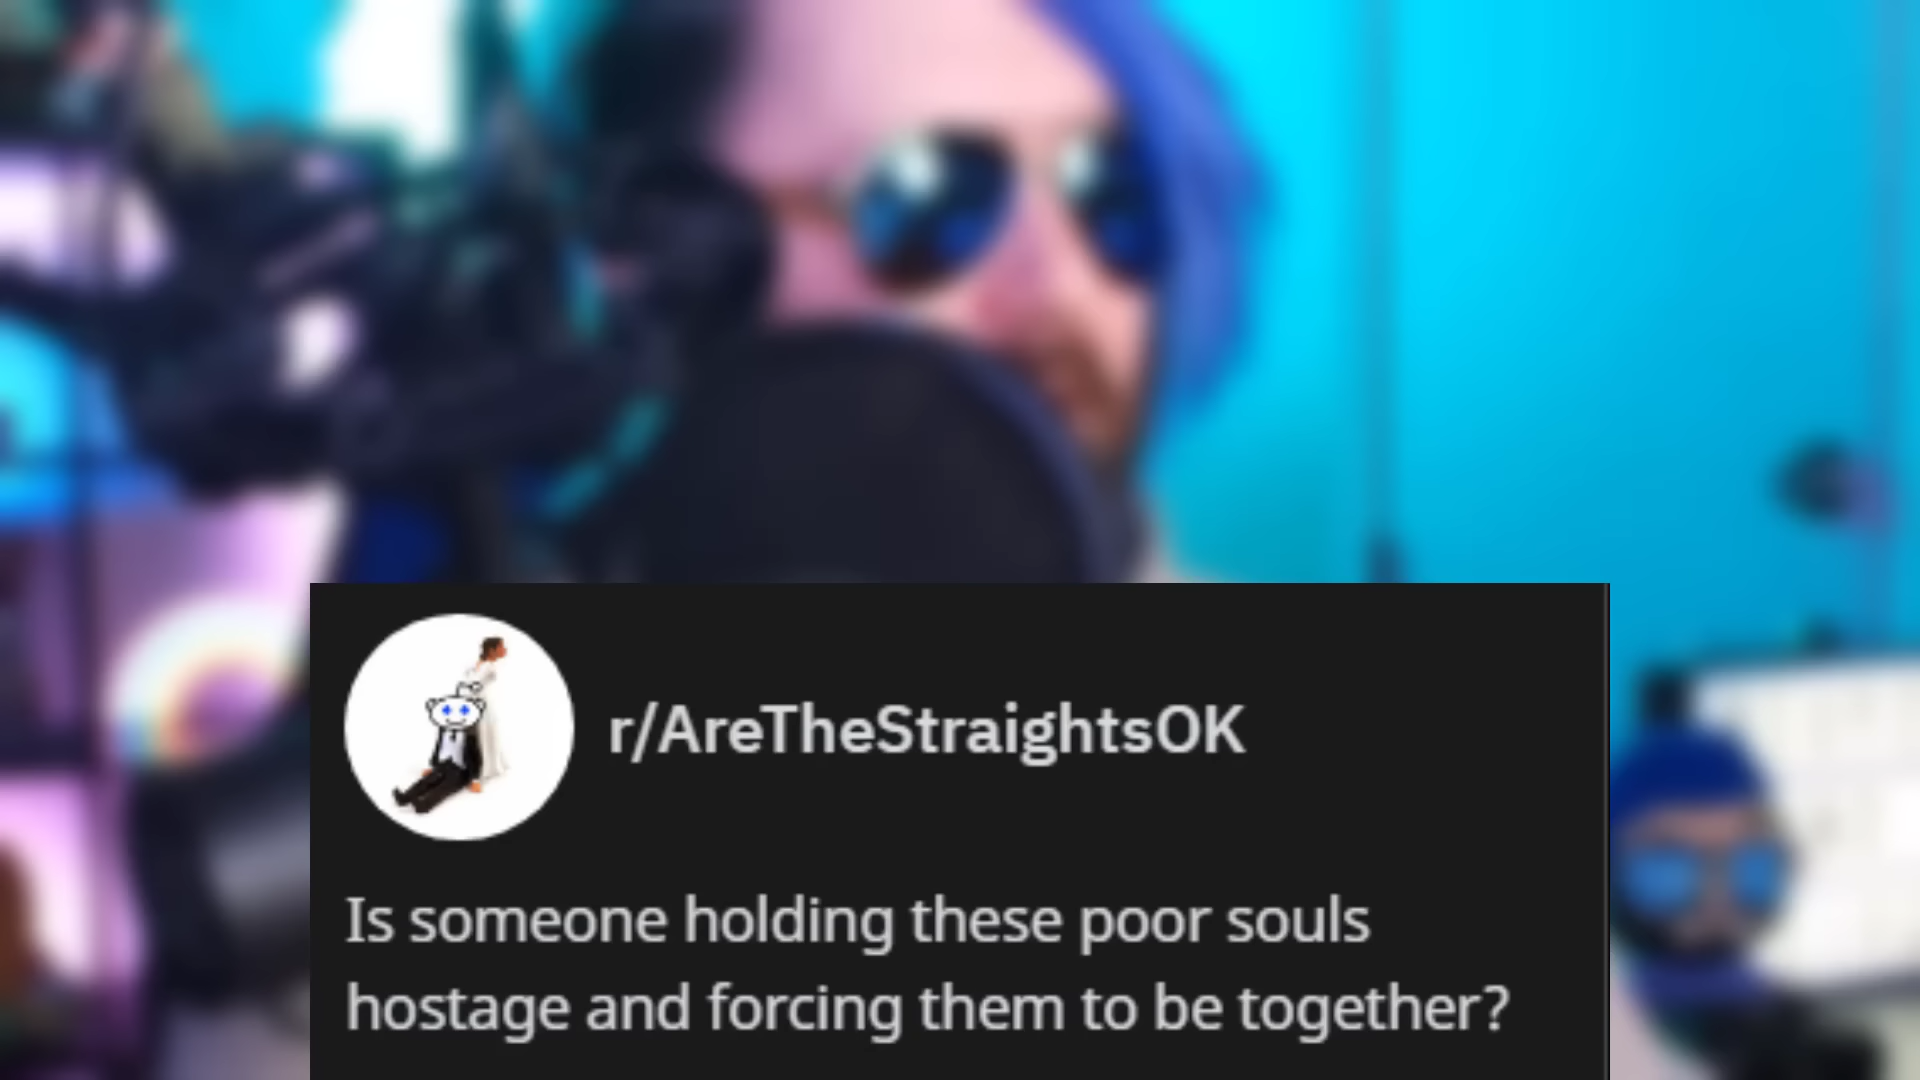 r/AreTheStraightsOK
Is someone holding these poor souls
hostage and forcing them to be together?